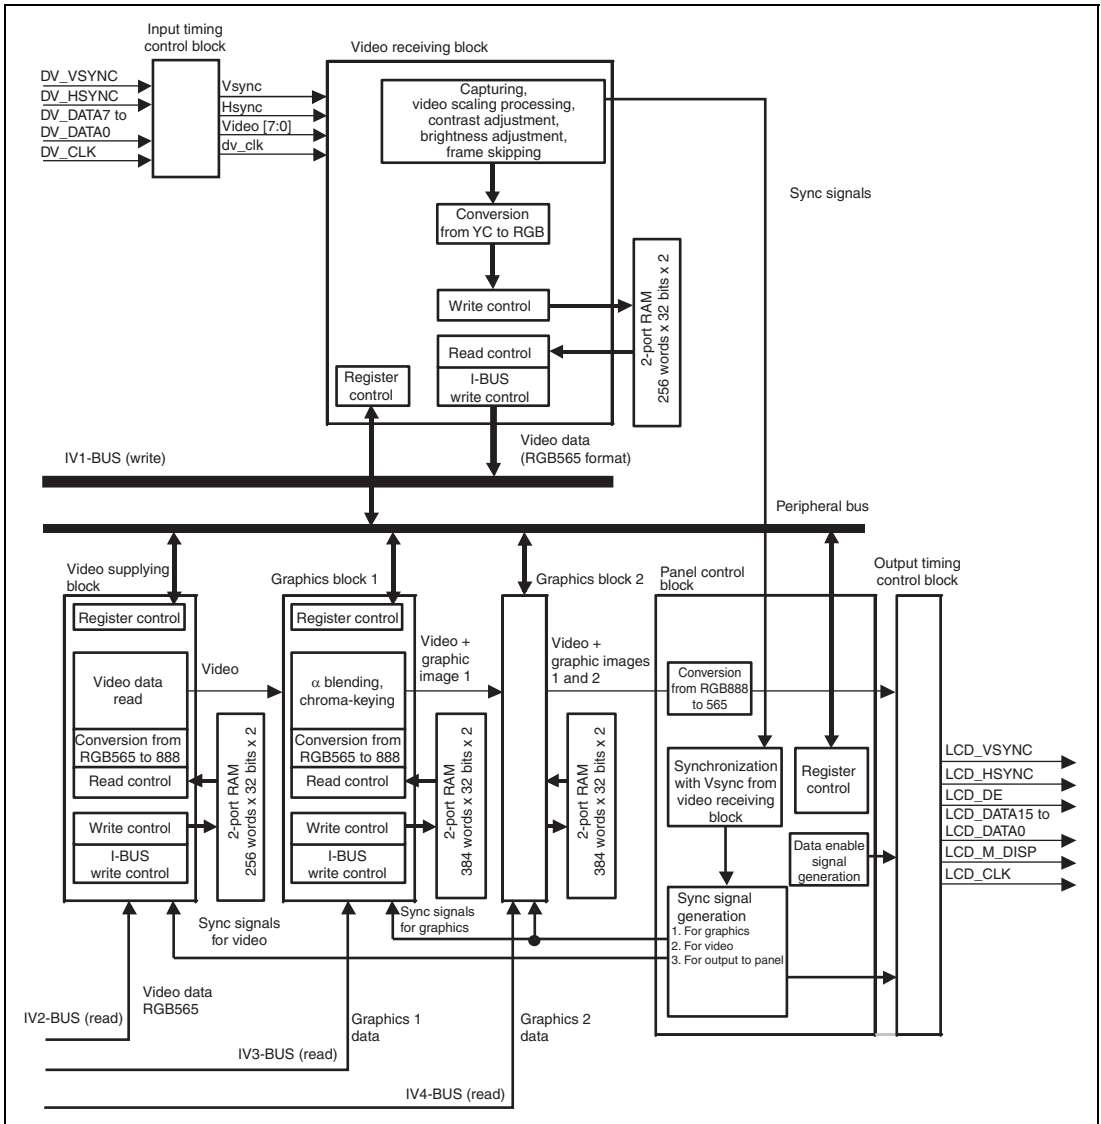 Input timing
control block
Video receiving block
DV_VSYNC
DV_HSYNC
DV_DATA7 to
DV_DATA0
DV_CLK
Vsync
Hsync
Video [7:0]
dv_clk
Capturing,
video scaling processing,
contrast adjustment,
brightness adjustment,
frame skipping
Sync signals
Conversion
from YC to RGB
Write control
2-port RAM
256 words x 32 bits x 2
Read control
I-BUS
write control
Register
control
Video data
(RGB565 format)
IV1-BUS (write)
Peripheral bus
Video supplying
block
Register control
Video data
read
Conversion from
RGB565 to 888
Read control
Write control
I-BUS
write control
Video
2-port RAM
256 words x 32 bits x 2
Graphics block 1
Register control
α blending,
chroma-keying
Conversion from
RGB565 to 888
Read control
Write control
I-BUS
write control
Video +
graphic
image 1
2-port RAM
384 words x 32 bits x 2
Graphics block 2
Video +
graphic images
1 and 2
2-port RAM
384 words x 32 bits x 2
Panel control
block
Conversion
from RGB888
to 565
Synchronization
with Vsync from
video receiving
block
Register
control
Data enable
signal
generation
Sync signal
generation
1. For graphics
2. For video
3. For output to panel
Output timing
control block
LCD_VSYNC
LCD_HSYNC
LCD_DE
LCD_DATA15 to
LCD_DATA0
LCD_M_DISP
LCD_CLK
Sync signals
for video
Sync signals
for graphics
Video data
RGB565
IV2-BUS (read)
Graphics 1
data
IV3-BUS (read)
Graphics 2
data
IV4-BUS (read)